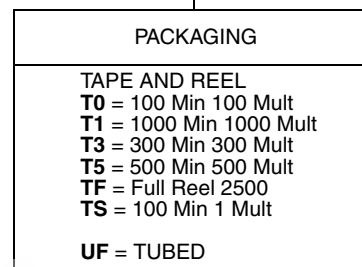 PACKAGING
TAPE AND REEL
T0 = 100 Min 100 Mult
T1 = 1000 Min 1000 Mult
T3 = 300 Min 300 Mult
T5 = 500 Min 500 Mult
TF = Full Reel 2500
TS = 100 Min 1 Mult
UF = TUBED